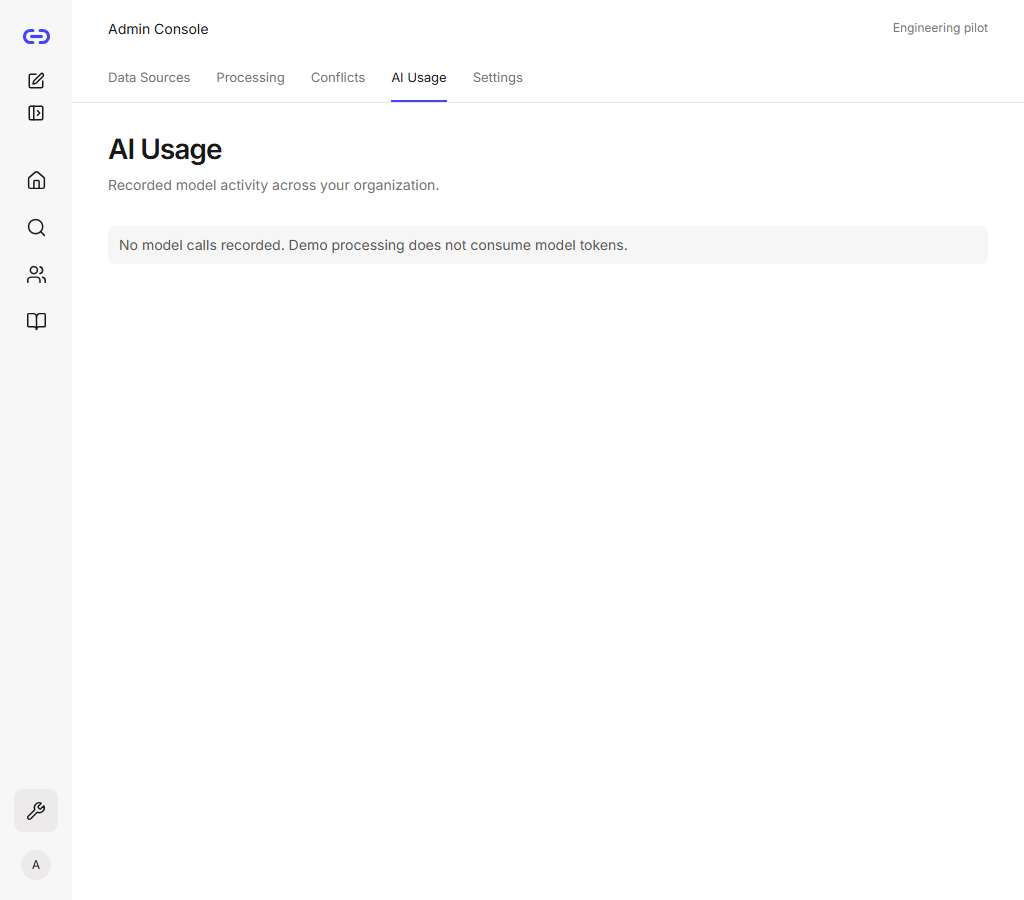 Admin Console
Engineering pilot
Data Sources
Processing
Conflicts
AI Usage
Settings
AI Usage
Recorded model activity across your organization.
No model calls recorded. Demo processing does not consume model tokens.
A